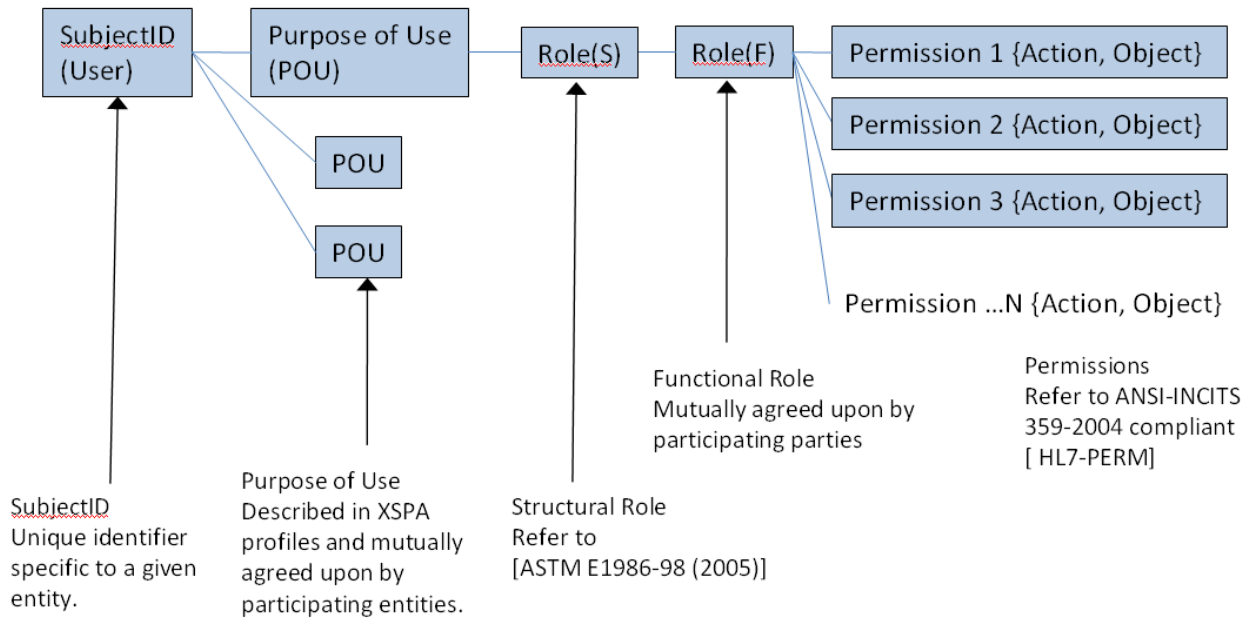 SubjectID
(User)
Purpose of Use
(POU)
Role(S)
Role(F)
Permission 1 {Action, Object}
Permission 2 {Action, Object}
Permission 3 {Action, Object}
Permission ...N {Action, Object}
POU
POU
SubjectID
Unique identifier
specific to a given
entity.
Purpose of Use
Described in XSPA
profiles and mutually
agreed upon by
participating entities.
Structural Role
Refer to
[ASTM E1986-98 (2005)]
Functional Role
Mutually agreed upon by
participating parties
Permissions
Refer to ANSI-INCITS
359-2004 compliant
[ HL7-PERM]